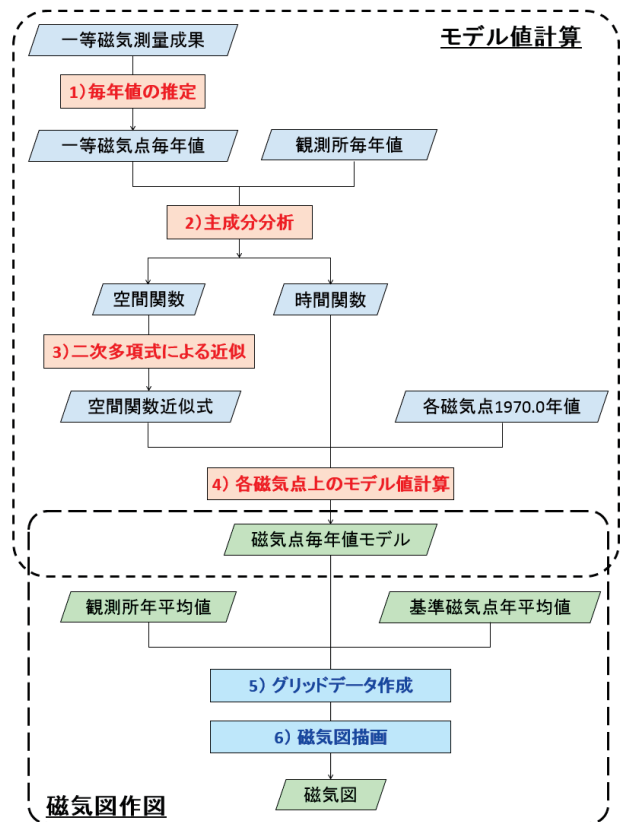 モデル値計算
一等磁気測量成果
1)毎年値の推定
一等磁気点毎年値
観測所毎年値
2)主成分分析
空間関数
時間関数
3)二次多項式による近似
空間関数近似式
各磁気点1970.0年値
4) 各磁気点上のモデル値計算
磁気点毎年値モデル
観測所年平均値
基準磁気点年平均値
5) グリッドデータ作成
6) 磁気図描画
磁気図
磁気図作図